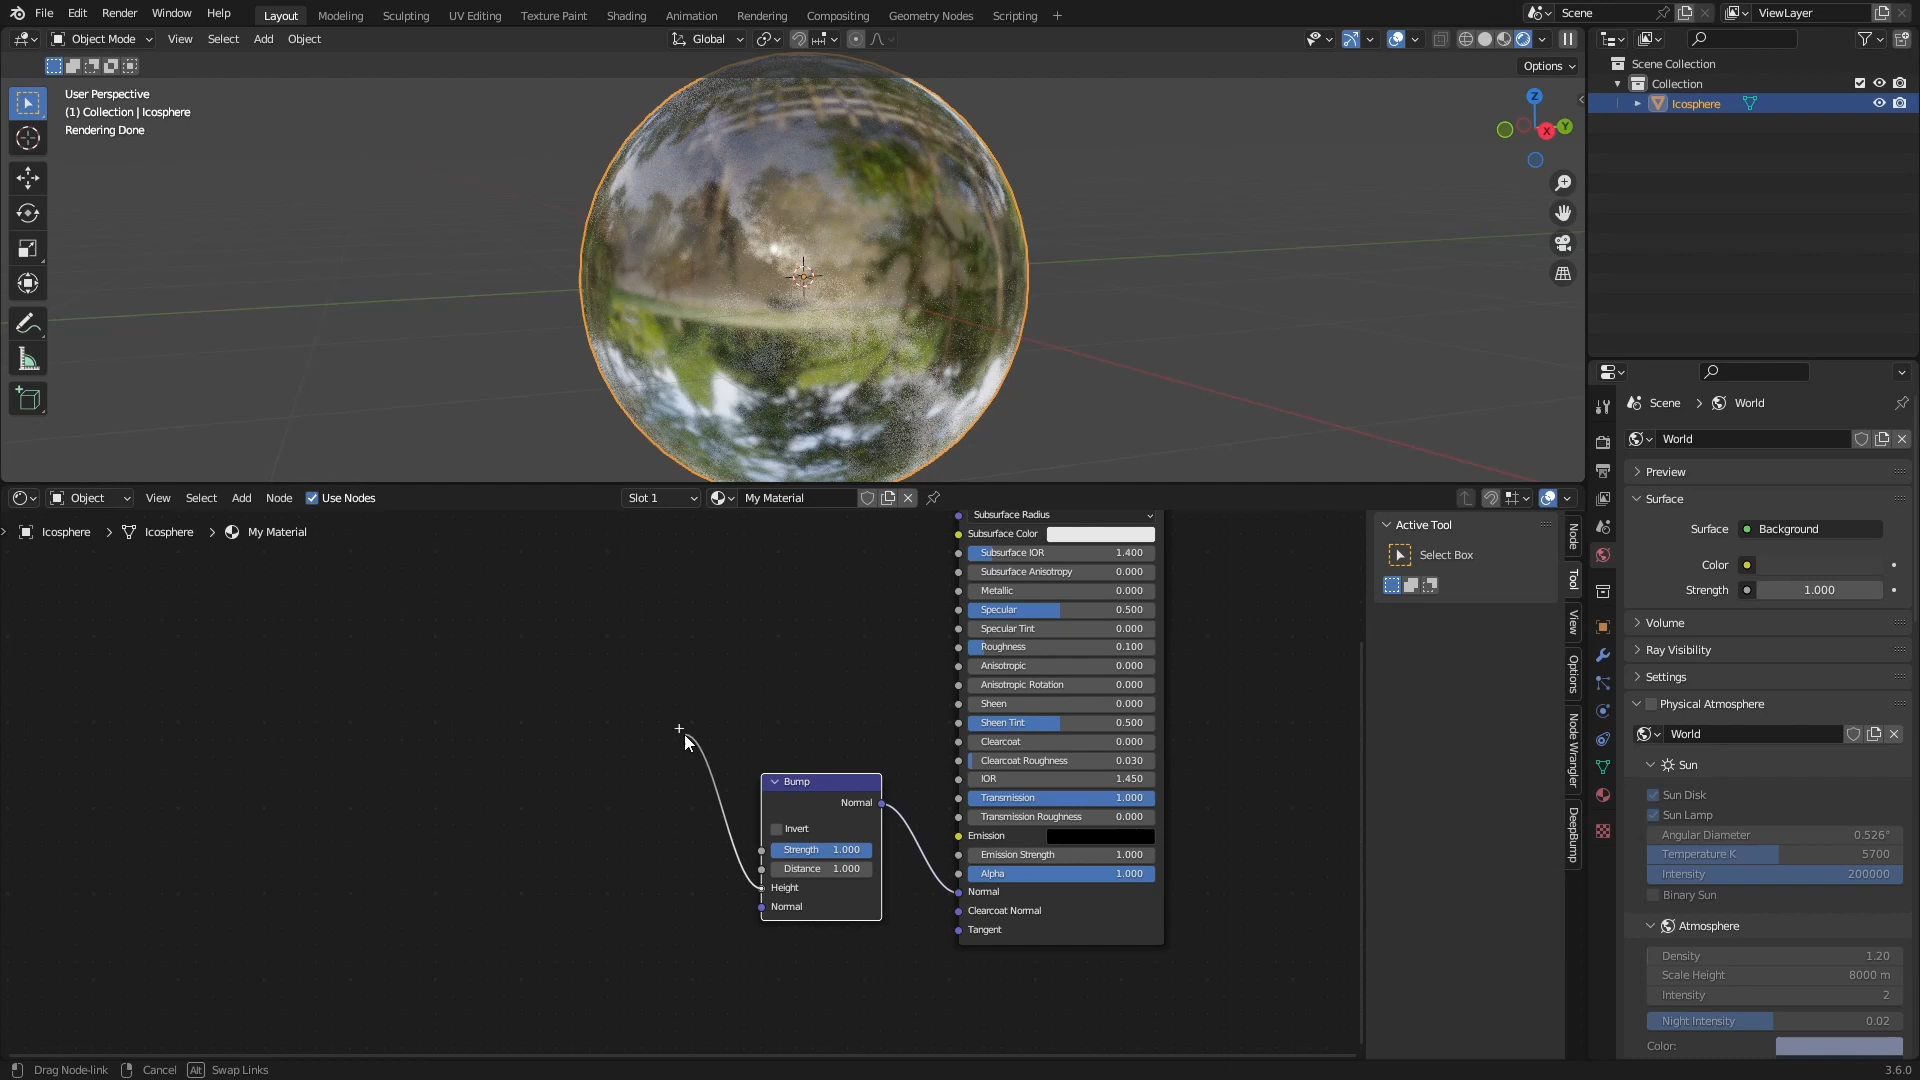 File Edit Render Window Help Layout Modeling Sculpting UV Editing Texture Paint Shading Animation Rendering Compositing Geometry Nodes Scripting + Scene ViewLayer
Object Mode View Select Add Object Global
Options
User Perspective
(1) Collection | Icosphere
Rendering Done
Z
Y
X
Scene Collection
Collection
Icosphere
Scene > World
World
Preview
Surface
Surface Background
Color
Strength 1.000
Volume
Ray Visibility
Settings
Physical Atmosphere
World
Sun
Sun Disk
Sun Lamp
Angular Diameter 0.526°
Temperature K 5700
Intensity 200000
Binary Sun
Atmosphere
Density 1.20
Scale Height 8000 m
Intensity 2
Night Intensity 0.02
Color:
Object View Select Add Node Use Nodes Slot 1 My Material
Icosphere > Icosphere > My Material
Subsurface Radius
Subsurface Color
Subsurface IOR 1.400
Subsurface Anisotropy 0.000
Metallic 0.000
Specular 0.500
Specular Tint 0.000
Roughness 0.100
Anisotropic 0.000
Anisotropic Rotation 0.000
Sheen 0.000
Sheen Tint 0.500
Clearcoat 0.000
Clearcoat Roughness 0.030
IOR 1.450
Transmission 1.000
Transmission Roughness 0.000
Emission
Emission Strength 1.000
Alpha 1.000
Normal
Clearcoat Normal
Tangent
Bump
Normal
Invert
Strength 1.000
Distance 1.000
Height
Normal
Active Tool
Select Box
Node
Tool
View
Options
Node Wrangler
DeepBump
Drag Node-link Cancel Alt Swap Links 3.6.0